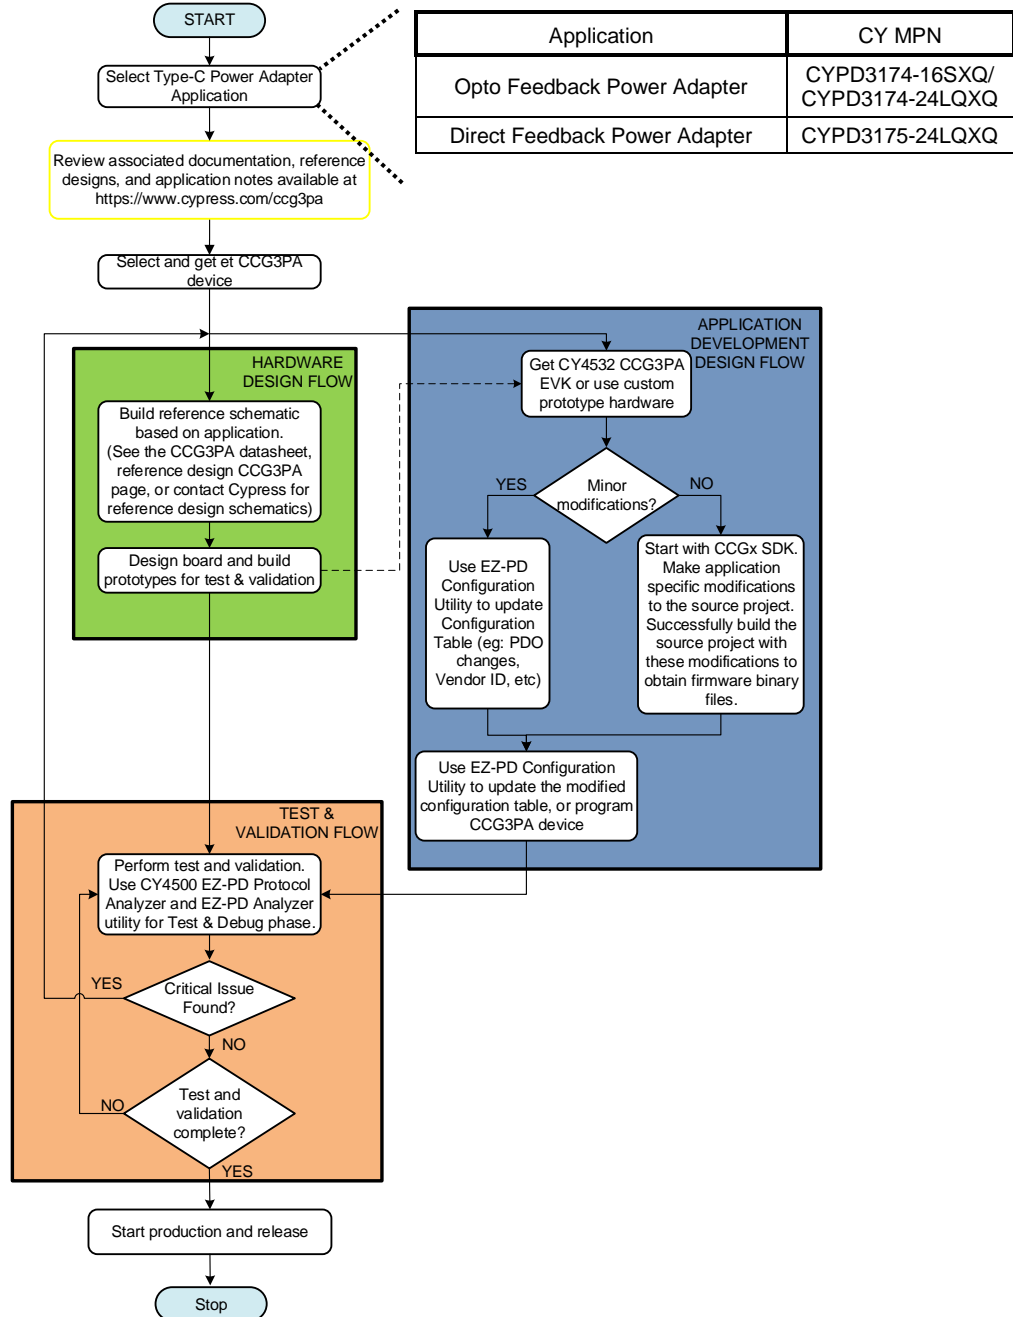 START
Select Type-C Power Adapter
Application
Application
CY MPN
Opto Feedback Power Adapter
CYPD3174-16SXQ/
CYPD3174-24LQXQ
Direct Feedback Power Adapter
CYPD3175-24LQXQ
Review associated documentation, reference
designs, and application notes available at
https://www.cypress.com/ccg3pa
Select and get et CCG3PA
device
HARDWARE
DESIGN FLOW
Build reference schematic
based on application.
(See the CCG3PA datasheet,
reference design CCG3PA
page, or contact Cypress for
reference design schematics)
Design board and build
prototypes for test & validation
APPLICATION
DEVELOPMENT
DESIGN FLOW
Get CY4532 CCG3PA
EVK or use custom
prototype hardware
Minor
modifications?
YES
NO
Use EZ-PD
Configuration
Utility to update
Configuration
Table (eg: PDO
changes,
Vendor ID, etc)
Start with CCGx SDK.
Make application
specific modifications
to the source project.
Successfully build the
source project with
these modifications to
obtain firmware binary
files.
Use EZ-PD Configuration
Utility to update the modified
configuration table, or program
CCG3PA device
TEST &
VALIDATION FLOW
Perform test and validation.
Use CY4500 EZ-PD Protocol
Analyzer and EZ-PD Analyzer
utility for Test & Debug phase.
YES
Critical Issue
Found?
NO
NO
Test and
validation
complete?
YES
Start production and release
Stop